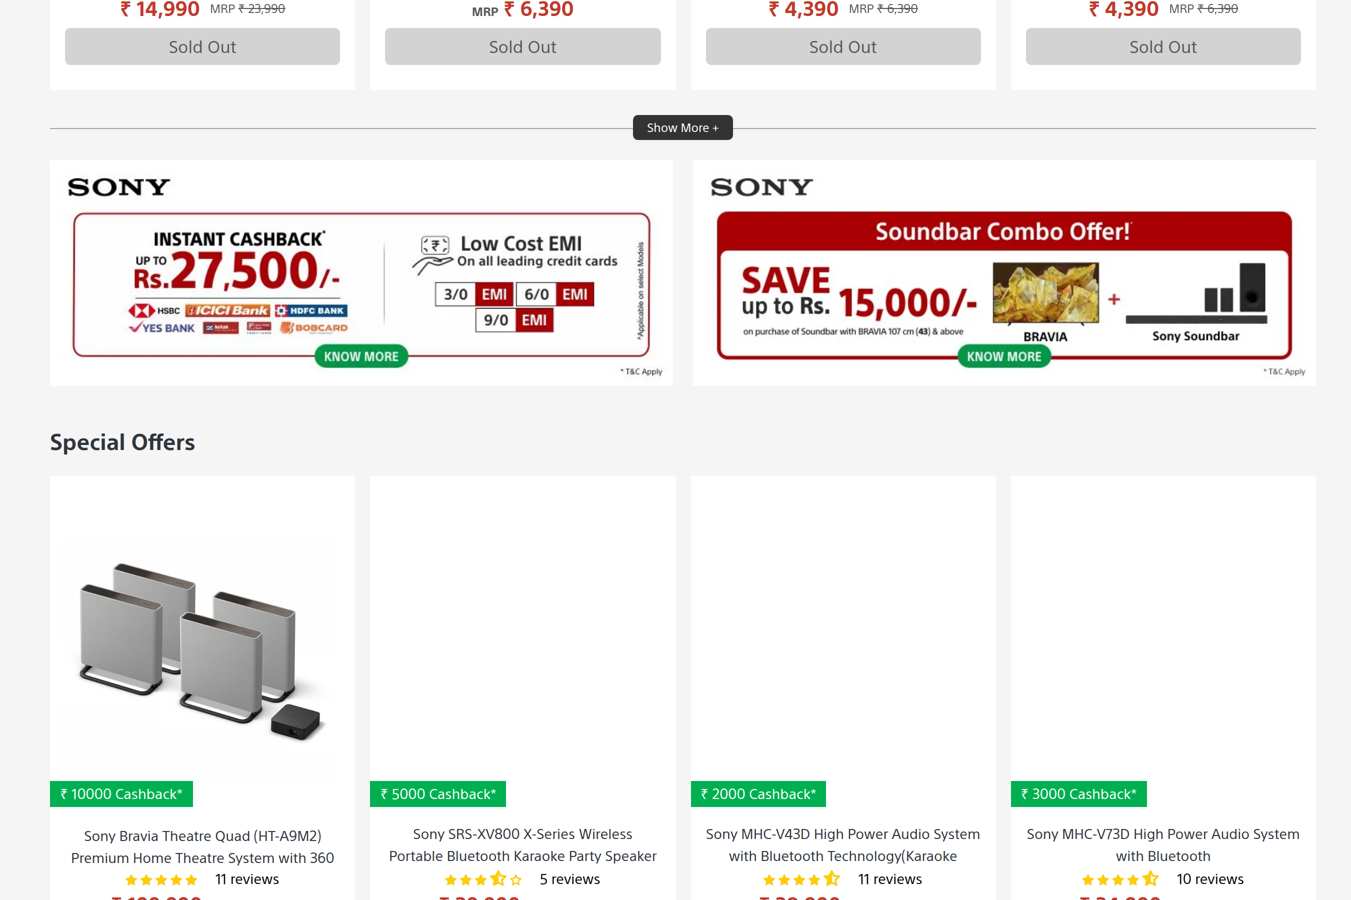 ₹ 14,990 MRP ₹ 23,990
MRP ₹ 6,390
₹ 4,390 MRP ₹ 6,390
₹ 4,390 MRP ₹ 6,390
Sold Out
Sold Out
Sold Out
Sold Out
Show More +
SONY
INSTANT CASHBACK*
UP TO Rs.27,500/-
HSBC ICICI Bank HDFC BANK
YES BANK BOBCARD
Low Cost EMI
On all leading credit cards
3/0 EMI 6/0 EMI
9/0 EMI
*Applicable on select Models
KNOW MORE
* T&C Apply
SONY
Soundbar Combo Offer!*
SAVE
up to Rs. 15,000/-
on purchase of Soundbar with BRAVIA 107 cm (43) & above
+
BRAVIA
Sony Soundbar
KNOW MORE
* T&C Apply
Special Offers
₹ 10000 Cashback*
₹ 5000 Cashback*
₹ 2000 Cashback*
₹ 3000 Cashback*
Sony Bravia Theatre Quad (HT-A9M2)
Premium Home Theatre System with 360
11 reviews
Sony SRS-XV800 X-Series Wireless
Portable Bluetooth Karaoke Party Speaker
5 reviews
Sony MHC-V43D High Power Audio System
with Bluetooth Technology(Karaoke
11 reviews
Sony MHC-V73D High Power Audio System
with Bluetooth
10 reviews